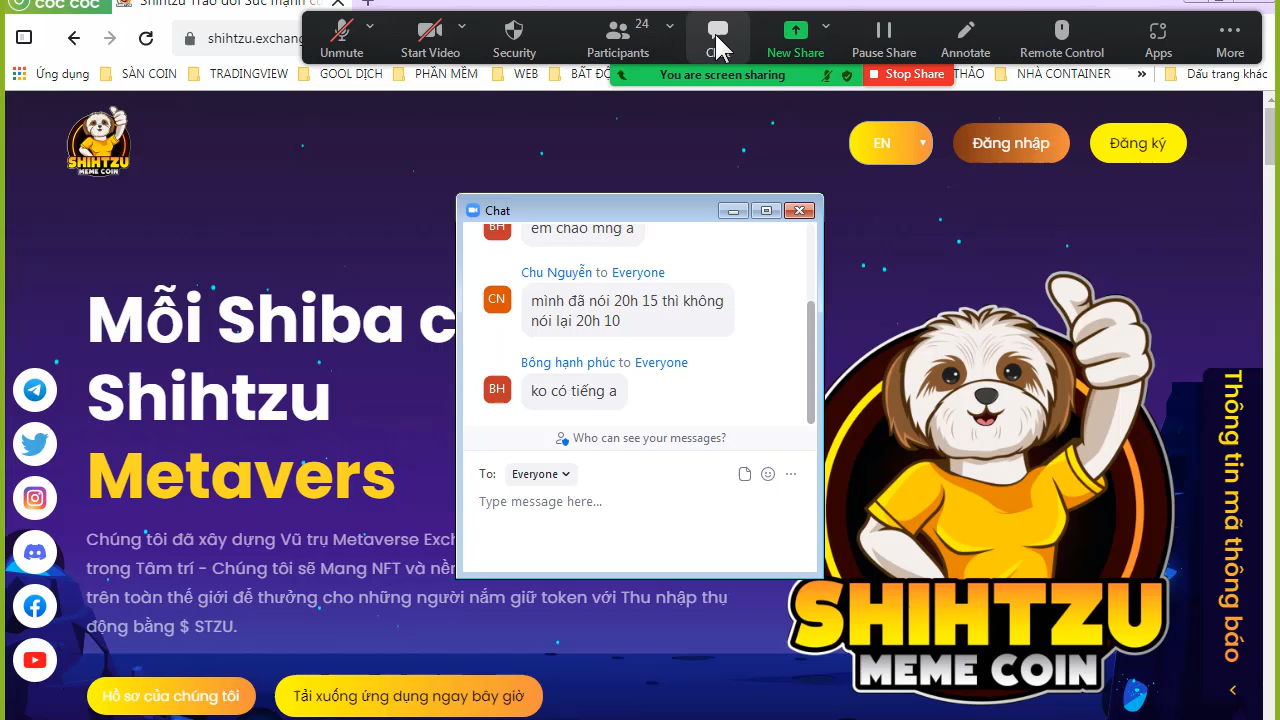 cốc cốc
Unmute
Start Video
Security
Participants
24
New Share
Pause Share
Annotate
Remote Control
Apps
More
shihtzu.exchang
You are screen sharing
Stop Share
Ứng dụng
SÀN COIN
TRADINGVIEW
GOOL DỊCH
PHẦN MỀM
WEB
BẤT ĐỘ
THẢO
NHÀ CONTAINER
»
Dấu trang khác
SHIHTZU
MEME COIN
EN
Đăng nhập
Đăng ký
Chat
BH
em chào mng ạ
Chu Nguyễn to Everyone
CN
mình đã nói 20h 15 thì không
nói lại 20h 10
Bông hạnh phúc to Everyone
BH
ko có tiếng a
Who can see your messages?
To:
Everyone
Type message here...
Mỗi Shiba c
Shihtzu
Metavers
Chúng tôi đã xây dựng Vũ trụ Metaverse Exch
trong Tâm trí - Chúng tôi sẽ Mang NFT và nền
trên toàn thế giới để thưởng cho những người nắm giữ token với Thu nhập thụ
động bằng $ STZU.
Hồ sơ của chúng tôi
Tải xuống ứng dụng ngay bây giờ
SHIHTZU
MEME COIN
Thông tin mã thông báo